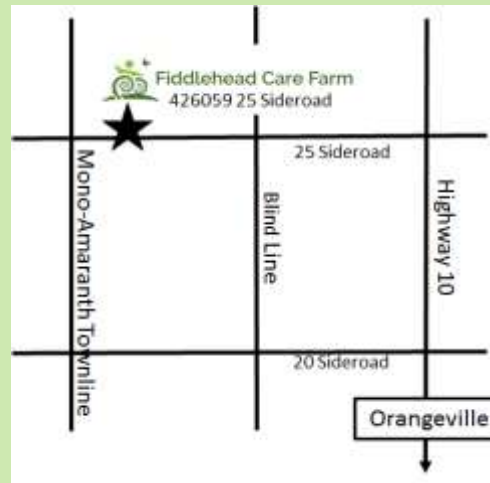 Fiddlehead Care Farm
426059 25 Sideroad
25 Sideroad
Mono-Amaranth Townline
Blind Line
Highway 10
20 Sideroad
Orangeville